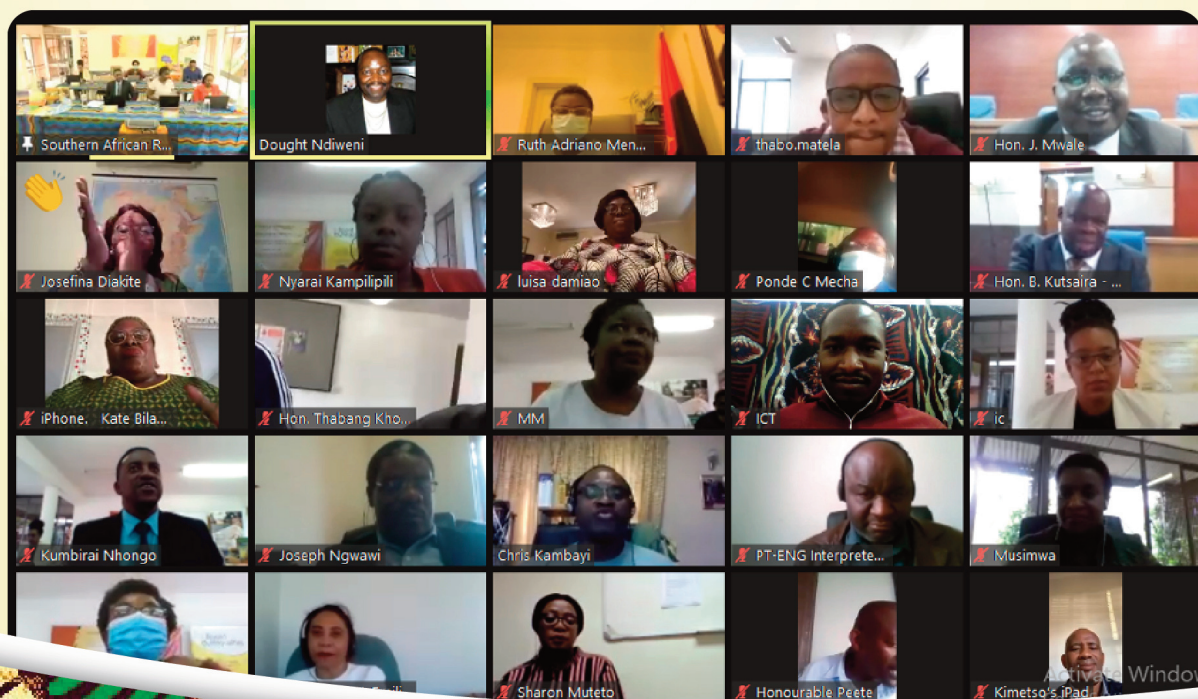 Southern African R...
Dought Ndiweni
Ruth Adriano Men...
thabo.matela
Hon. J. Mwale
Josefina Diakite
Nyarai Kampilipili
luisa damiao
Ponde C Mecha
Hon. B. Kutsaira - ...
iPhone, Kate Bila...
Hon. Thabang Kho...
MM
ICT
ic
Kumbirai Nhongo
Joseph Ngwawi
Chris Kambayi
PT-ENG Interprete...
Musimwa
Sharon Muteto
Honourable Peete
Kimetso's iPad
Activate Windo